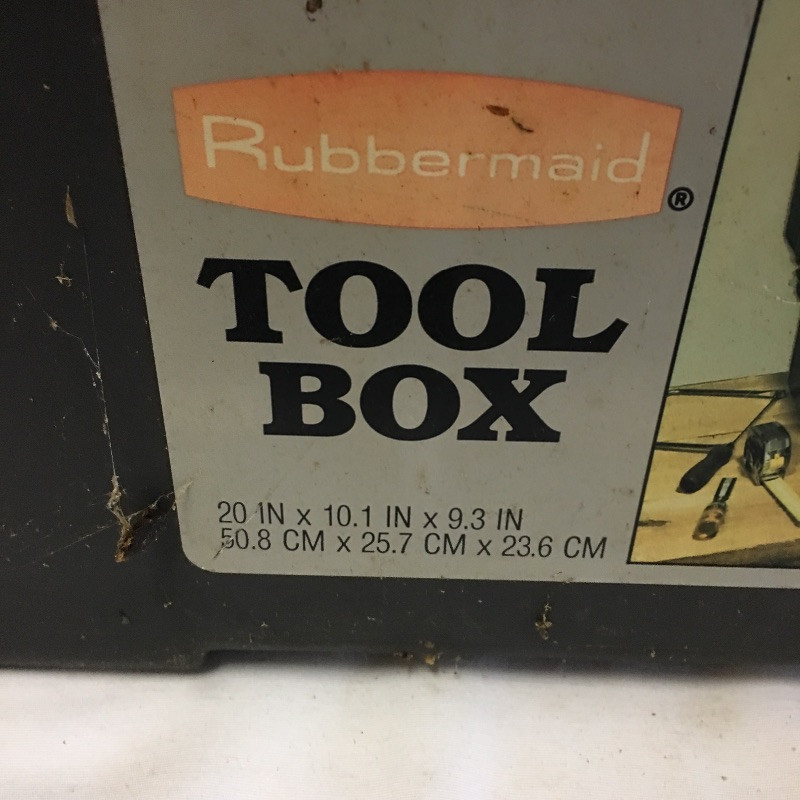 Rubbermaid®
TOOL
BOX
20 IN x 10.1 IN x 9.3 IN
50.8 CM x 25.7 CM x 23.6 CM